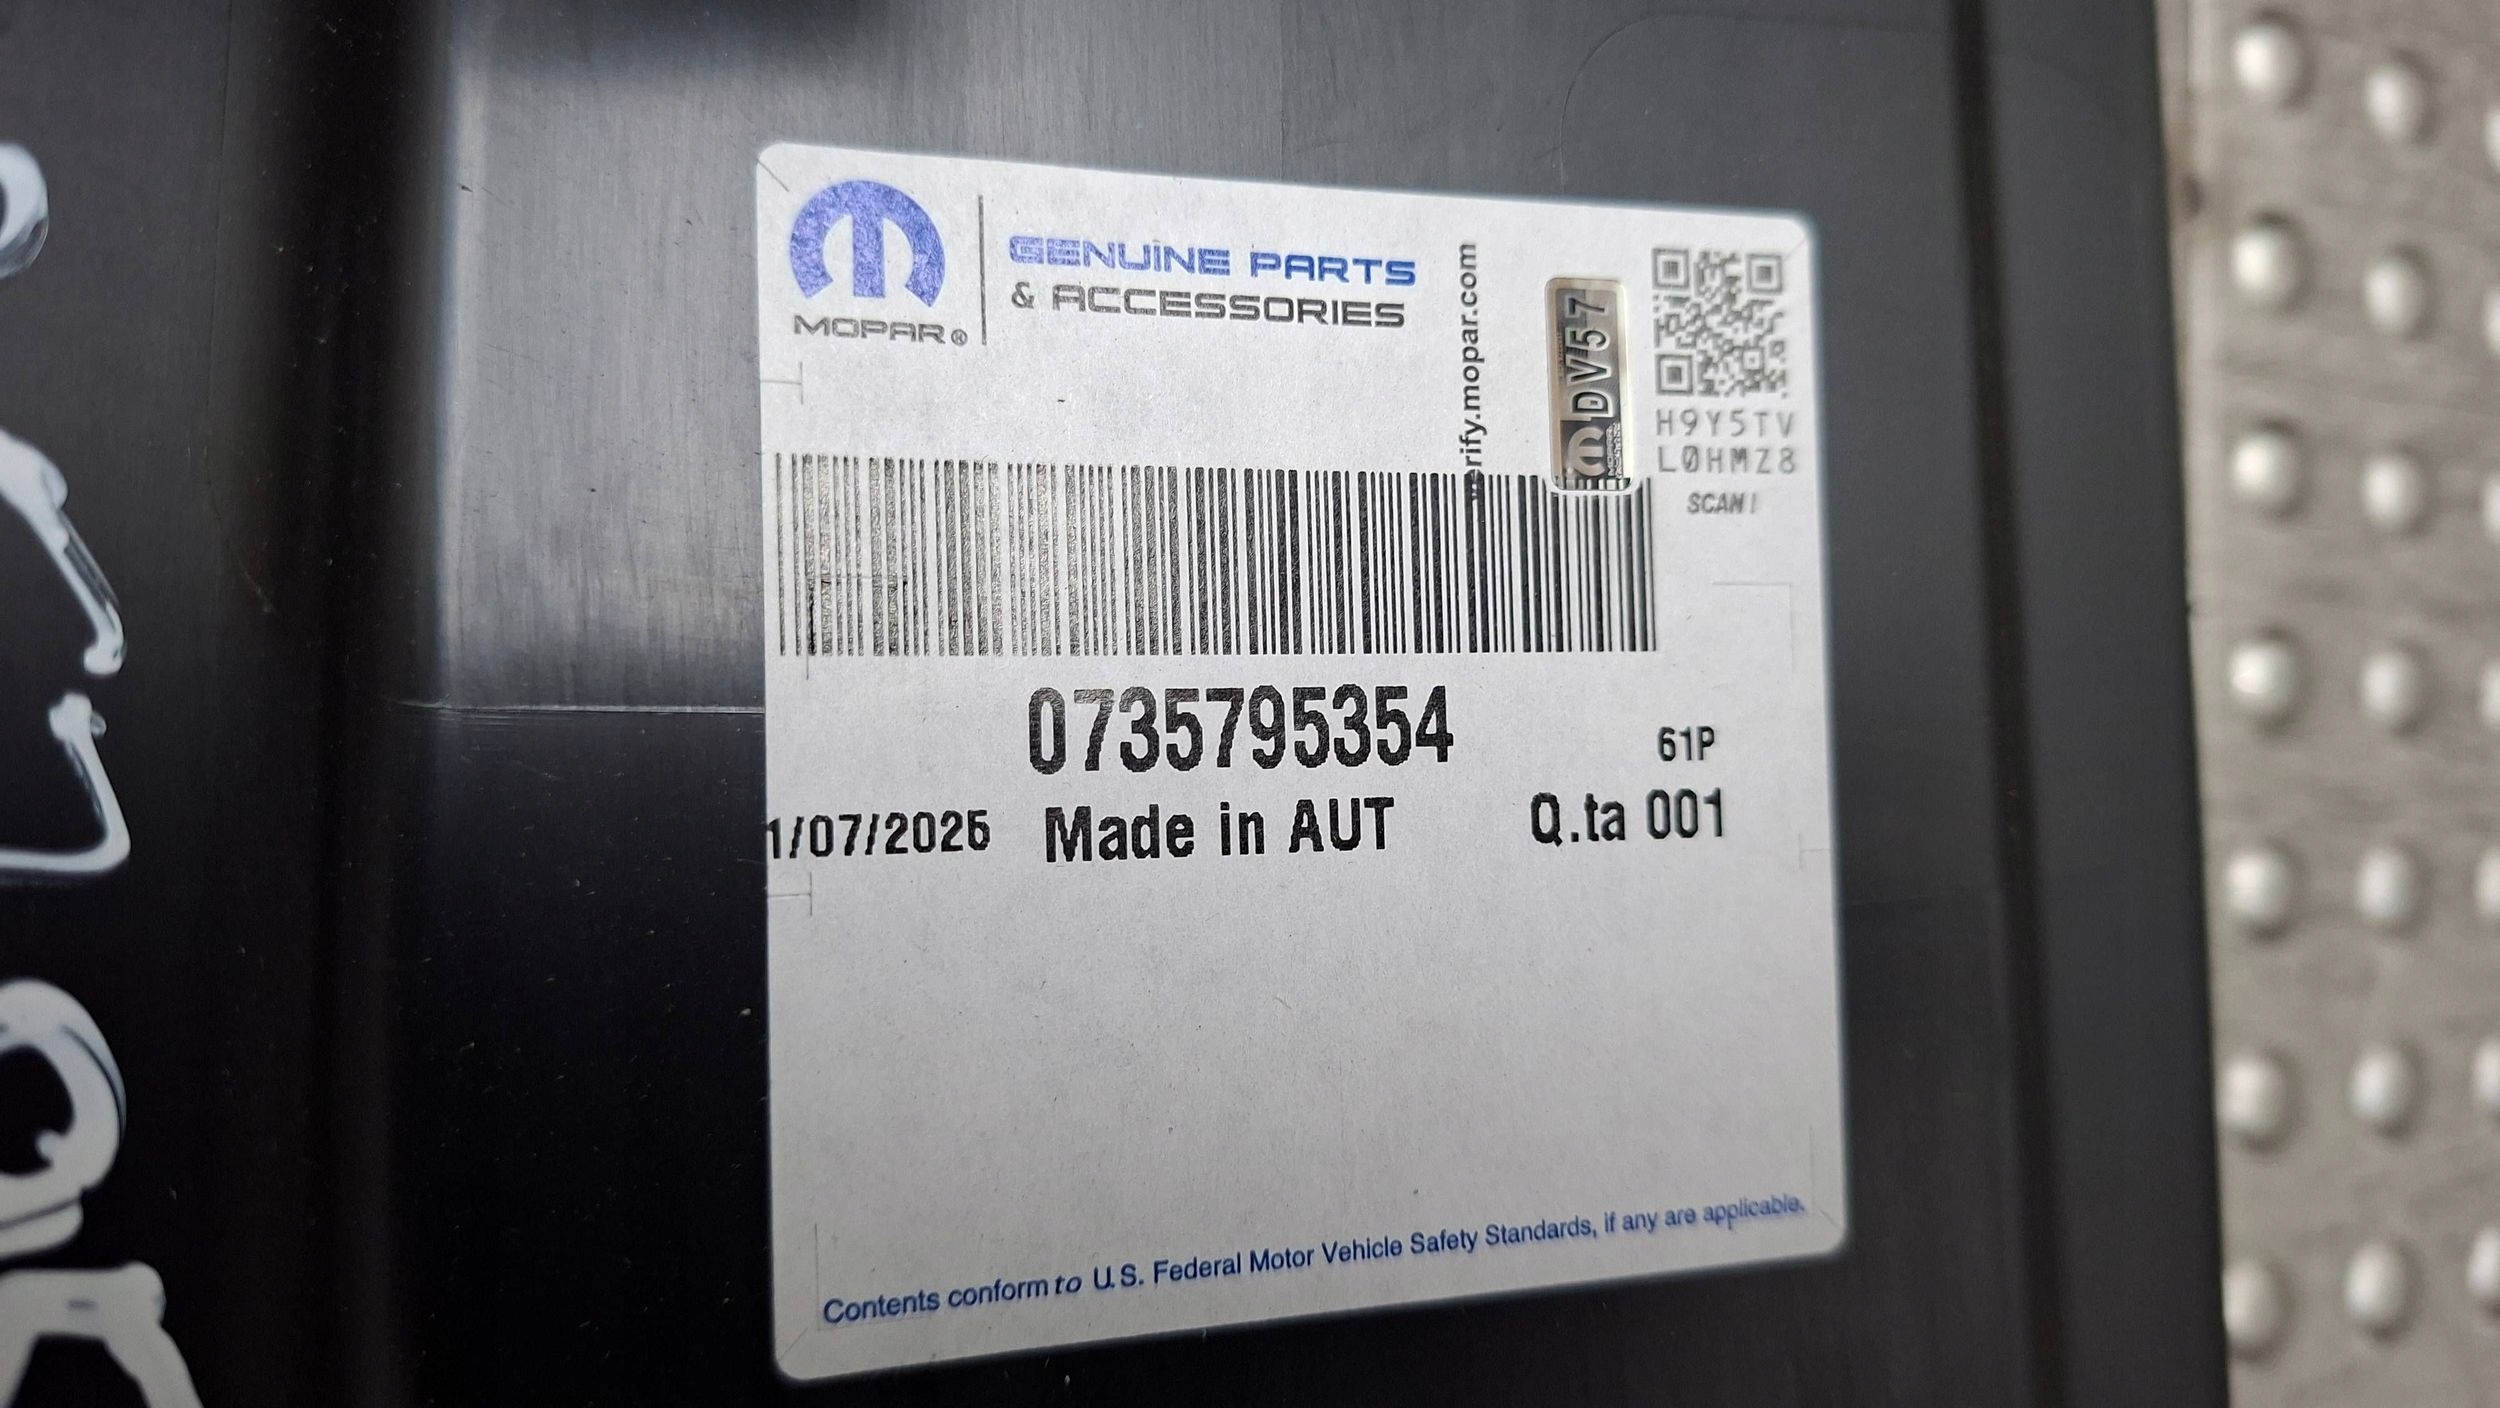 MOPAR®
GENUINE PARTS
& ACCESSORIES
verify.mopar.com
DV57
H9Y5TV
L0HMZ8
SCAN!
0735795354
61P
1/07/2025
Made in AUT
Q.ta 001
Contents conform to U.S. Federal Motor Vehicle Safety Standards, if any are applicable.